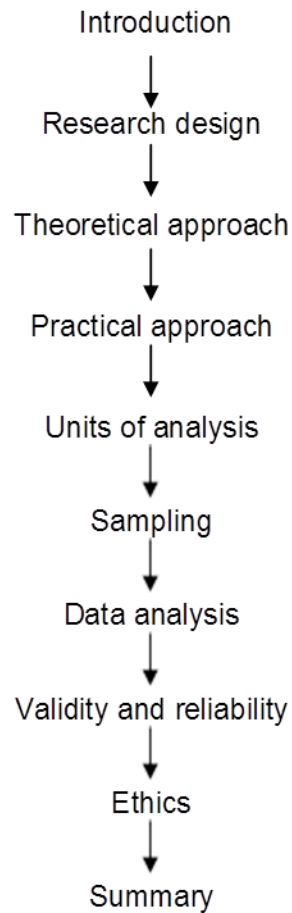 Introduction
Research design
Theoretical approach
Practical approach
Units of analysis
Sampling
Data analysis
Validity and reliability
Ethics
Summary